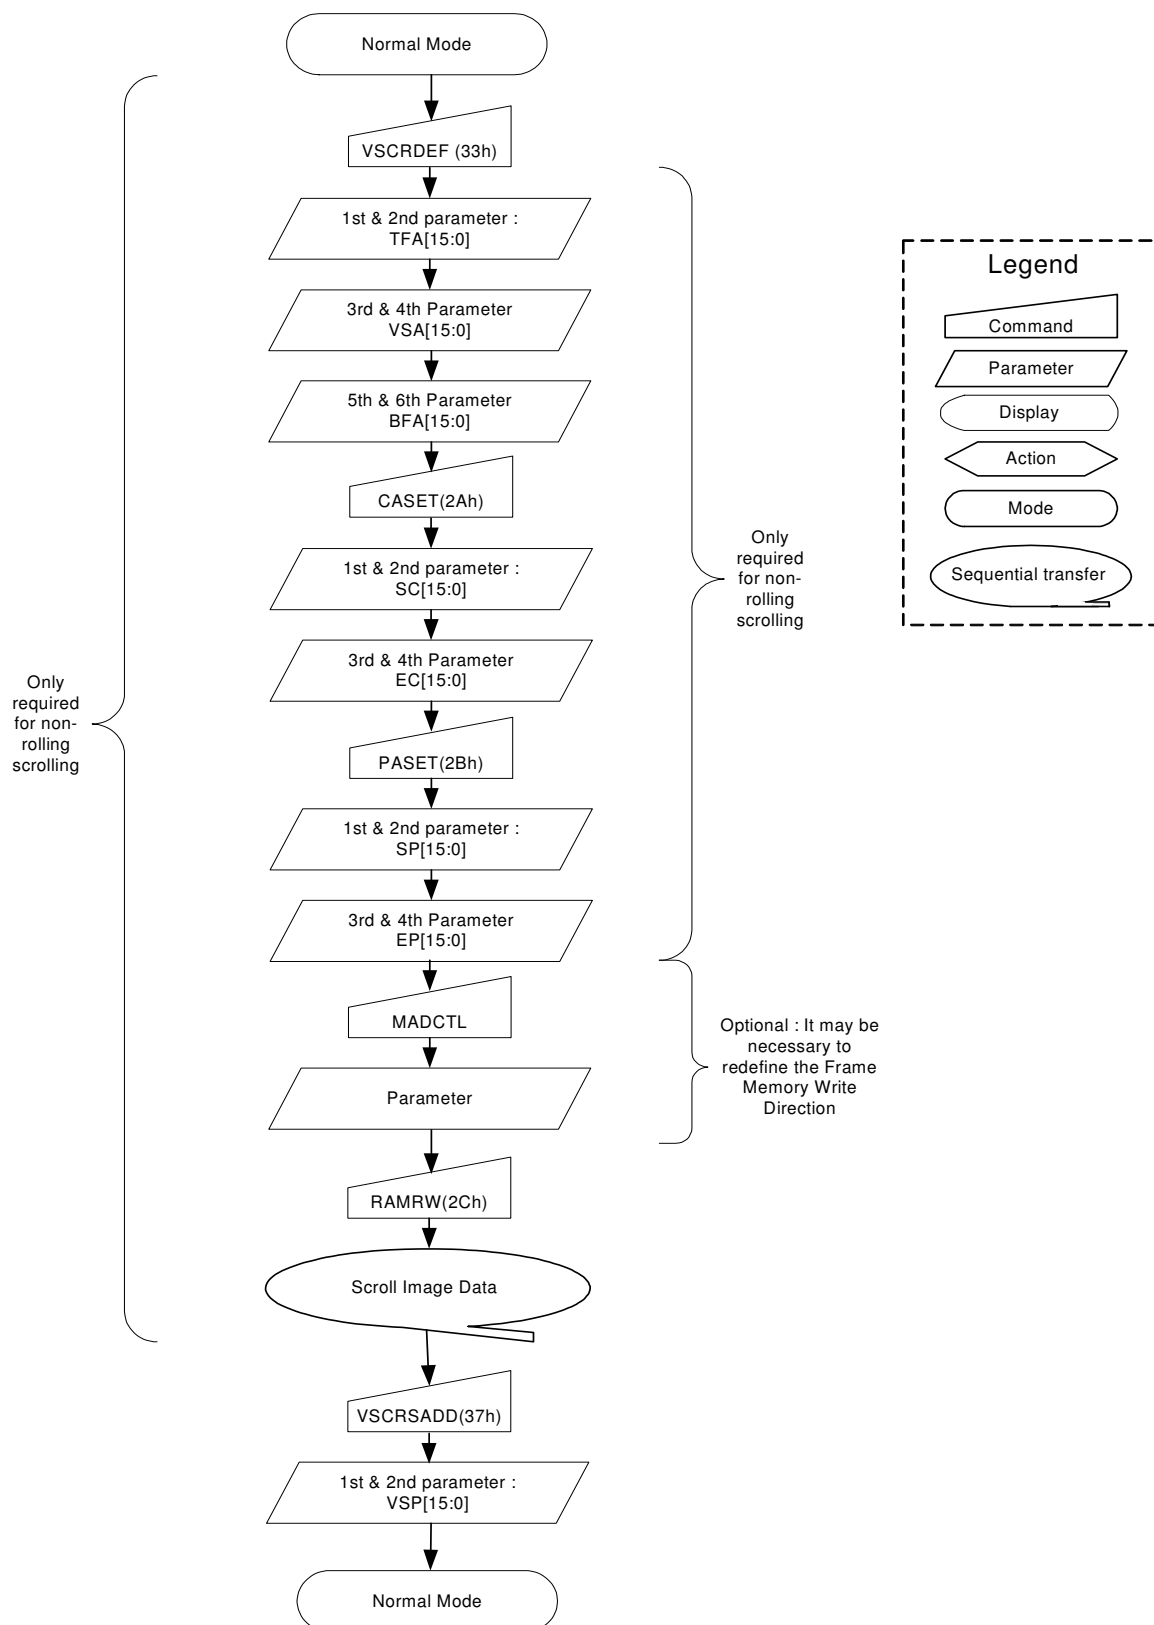 Normal Mode
VSCRDEF (33h)
1st & 2nd parameter :
TFA[15:0]
3rd & 4th Parameter
VSA[15:0]
5th & 6th Parameter
BFA[15:0]
CASET(2Ah)
1st & 2nd parameter :
SC[15:0]
3rd & 4th Parameter
EC[15:0]
PASET(2Bh)
1st & 2nd parameter :
SP[15:0]
3rd & 4th Parameter
EP[15:0]
MADCTL
Parameter
RAMRW(2Ch)
Scroll Image Data
VSCRSADD(37h)
1st & 2nd parameter :
VSP[15:0]
Normal Mode
Only
required
for non-
rolling
scrolling
Only
required
for non-
rolling
scrolling
Optional : It may be
necessary to
redefine the Frame
Memory Write
Direction
Legend
Command
Parameter
Display
Action
Mode
Sequential transfer